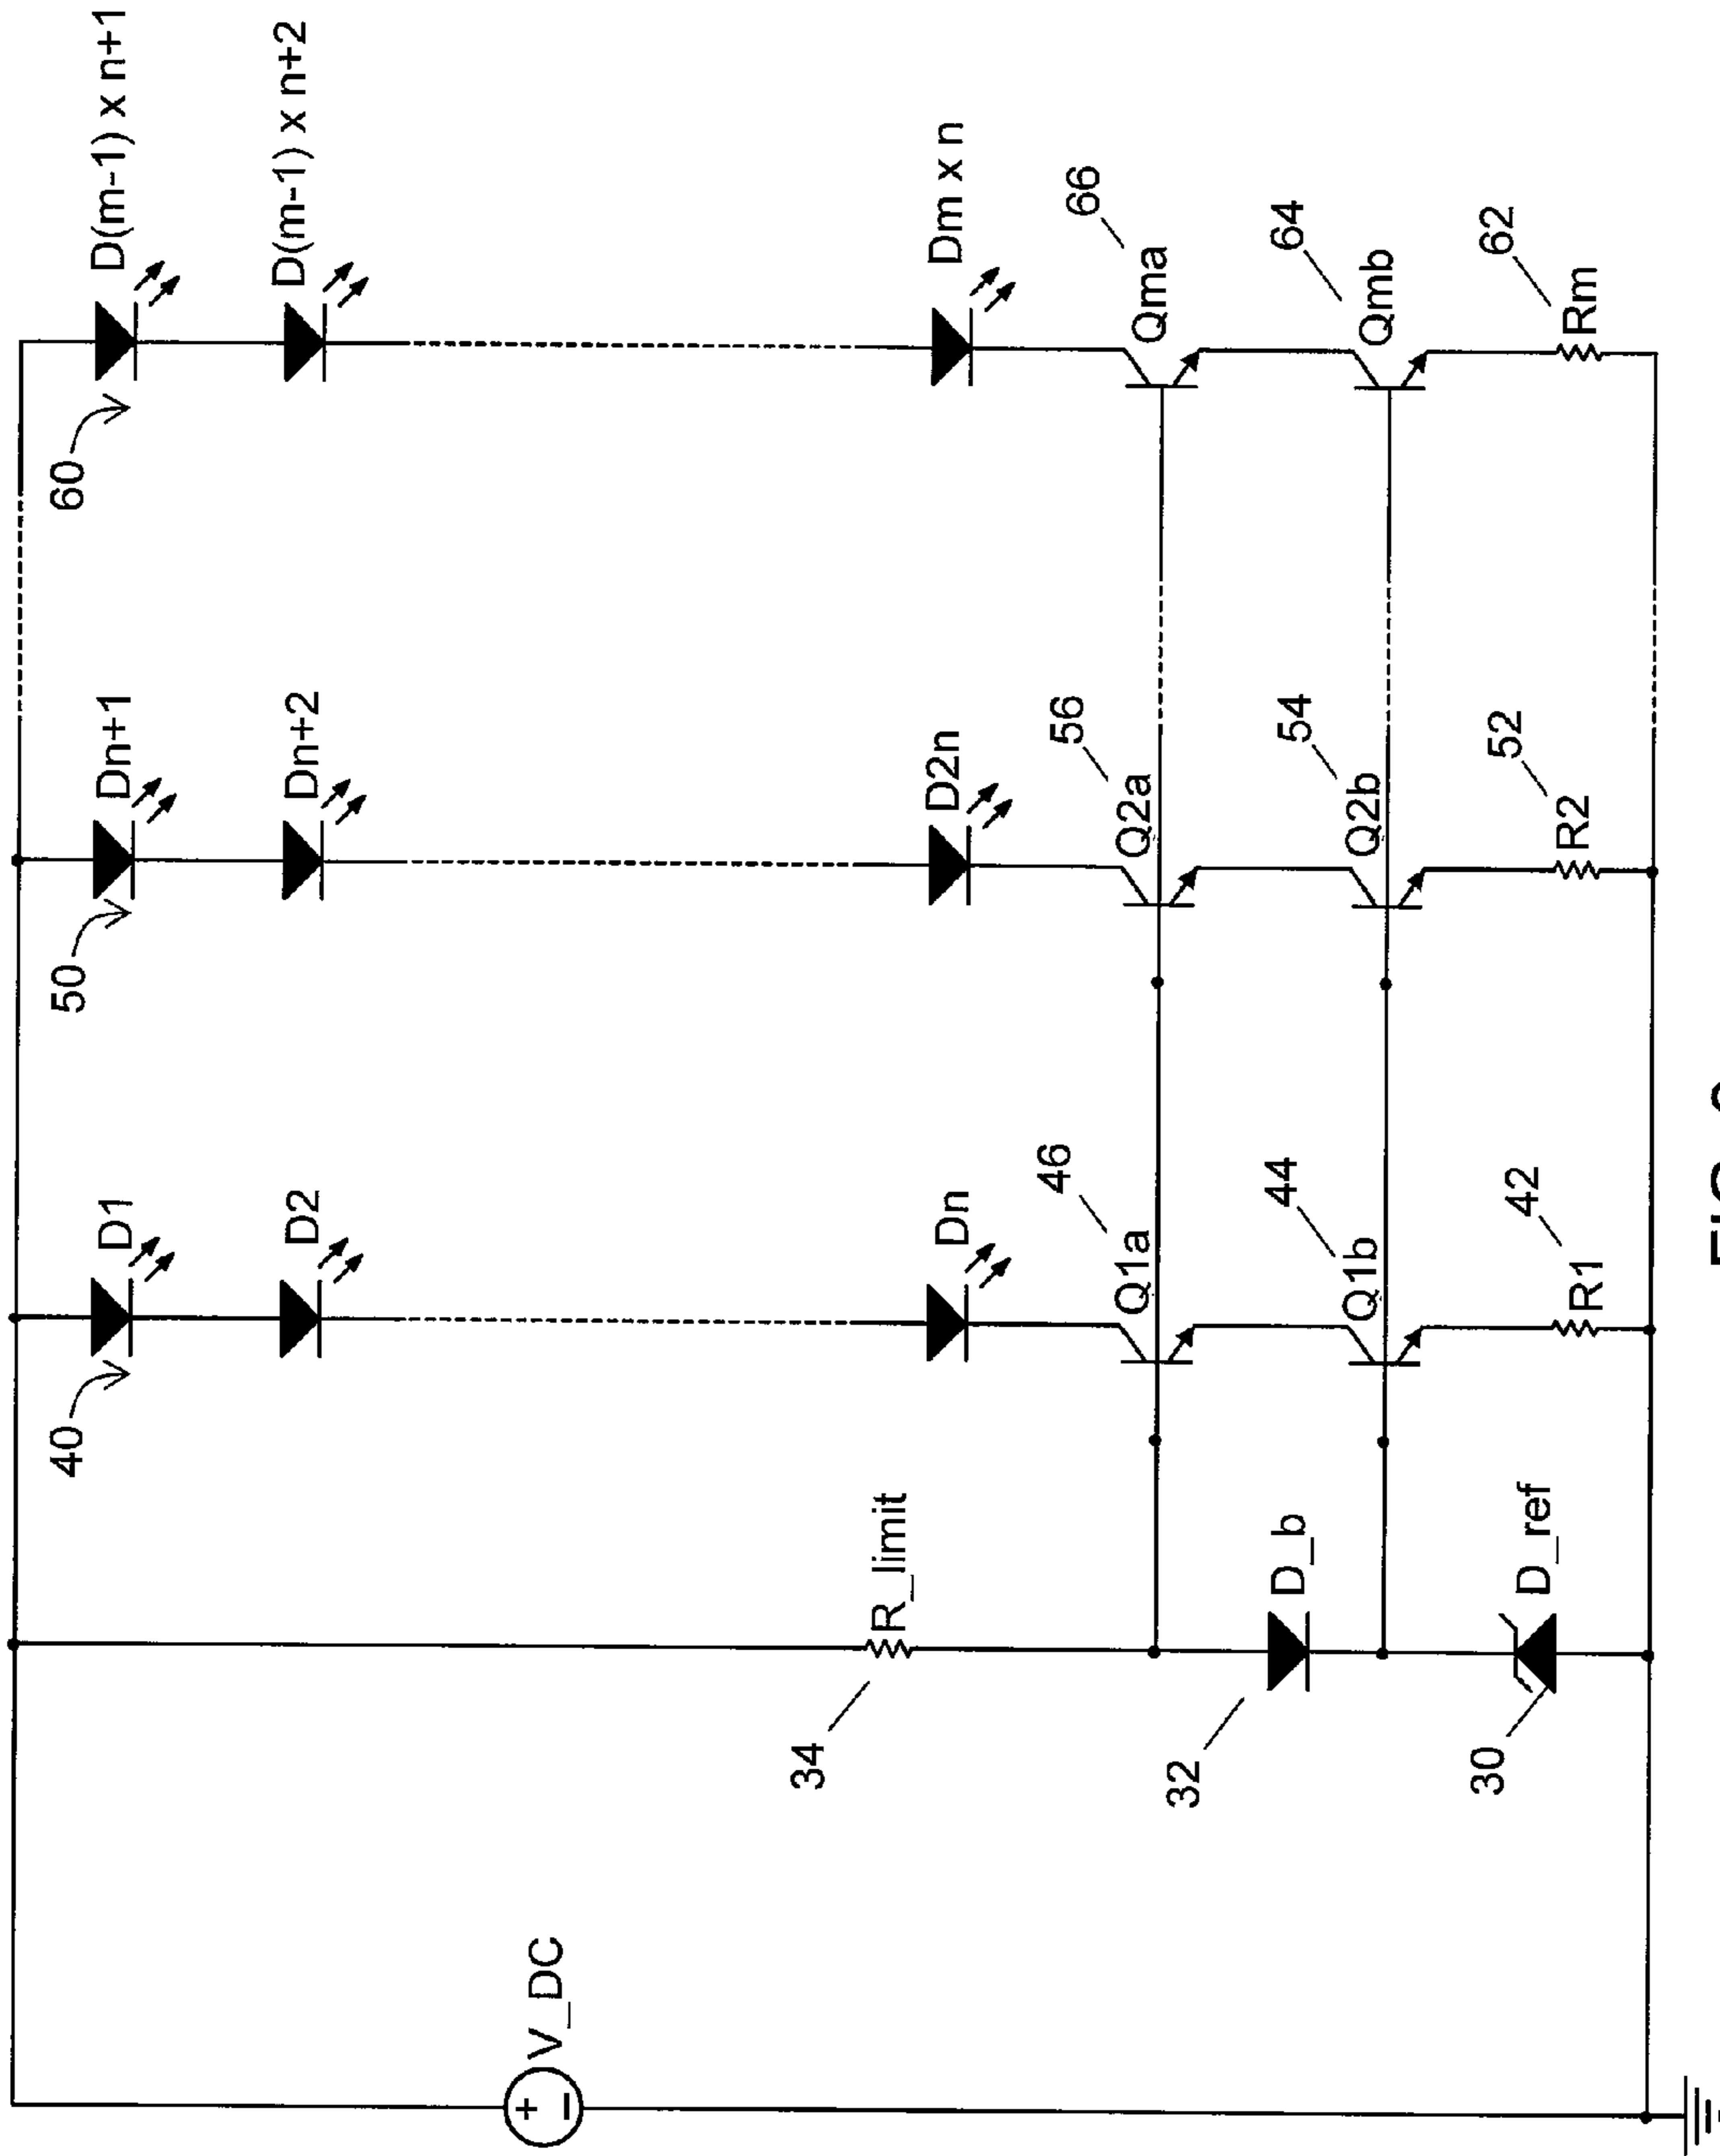 40
D1
50
Dn+1
60
D(m-1) x n+1
D2
Dn+2
D(m-1) x n+2
V_DC
34
R_limit
Dn
D2n
Dm x n
46
Q1a
56
Q2a
66
Qma
32
D_b
44
Q1b
54
Q2b
64
Qmb
30
D_ref
42
R1
52
R2
62
Rm
FIG.